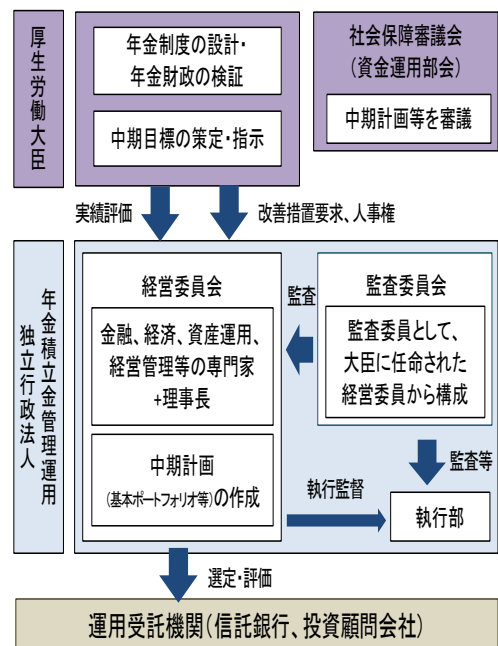 厚生労働大臣
年金制度の設計・
年金財政の検証
中期目標の策定・指示
社会保障審議会
(資金運用部会)
中期計画等を審議
実績評価
改善措置要求、人事権
年金積立金管理運用
独立行政法人
経営委員会
金融、経済、資産運用、
経営管理等の専門家
+理事長
中期計画
(基本ポートフォリオ等)の作成
監査
監査委員会
監査委員として、
大臣に任命された
経営委員から構成
監査等
執行監督
執行部
選定・評価
運用受託機関(信託銀行、投資顧問会社)